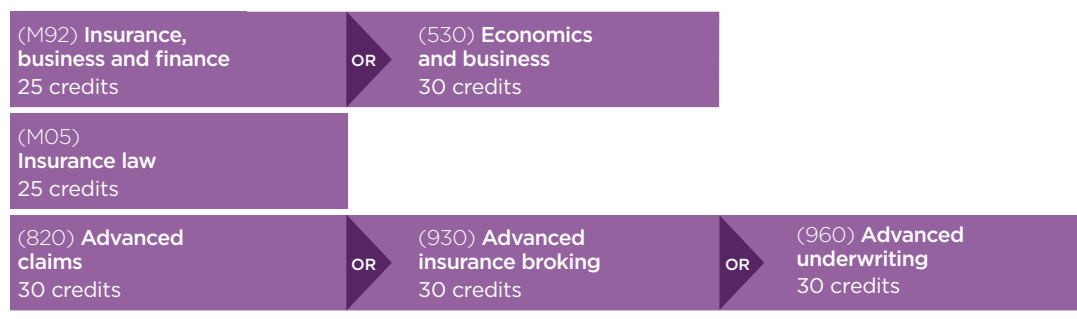 (M92) Insurance,
business and finance
25 credits
OR
(530) Economics
and business
30 credits
(M05)
Insurance law
25 credits
(820) Advanced
claims
30 credits
OR
(930) Advanced
insurance broking
30 credits
OR
(960) Advanced
underwriting
30 credits